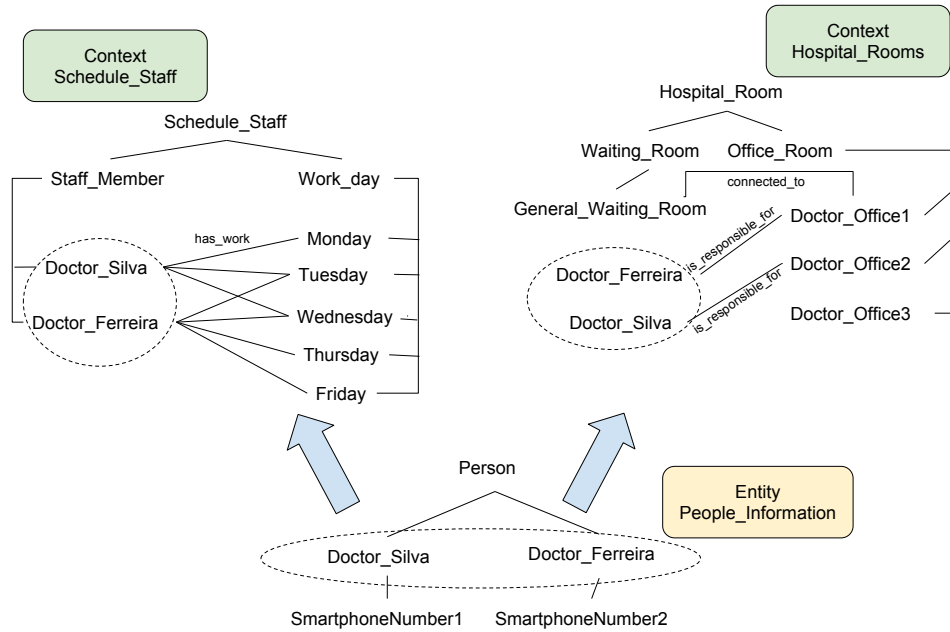 Context
Schedule_Staff
Context
Hospital_Rooms
Schedule_Staff
Staff_Member
Work_day
has_work
Monday
Doctor_Silva
Tuesday
Doctor_Ferreira
Wednesday
Thursday
Friday
Hospital_Room
Waiting_Room
Office_Room
connected_to
General_Waiting_Room
Doctor_Office1
is_responsible_for
Doctor_Ferreira
Doctor_Office2
Doctor_Silva
is_responsible_for
Doctor_Office3
Person
Entity
People_Information
Doctor_Silva
Doctor_Ferreira
SmartphoneNumber1
SmartphoneNumber2